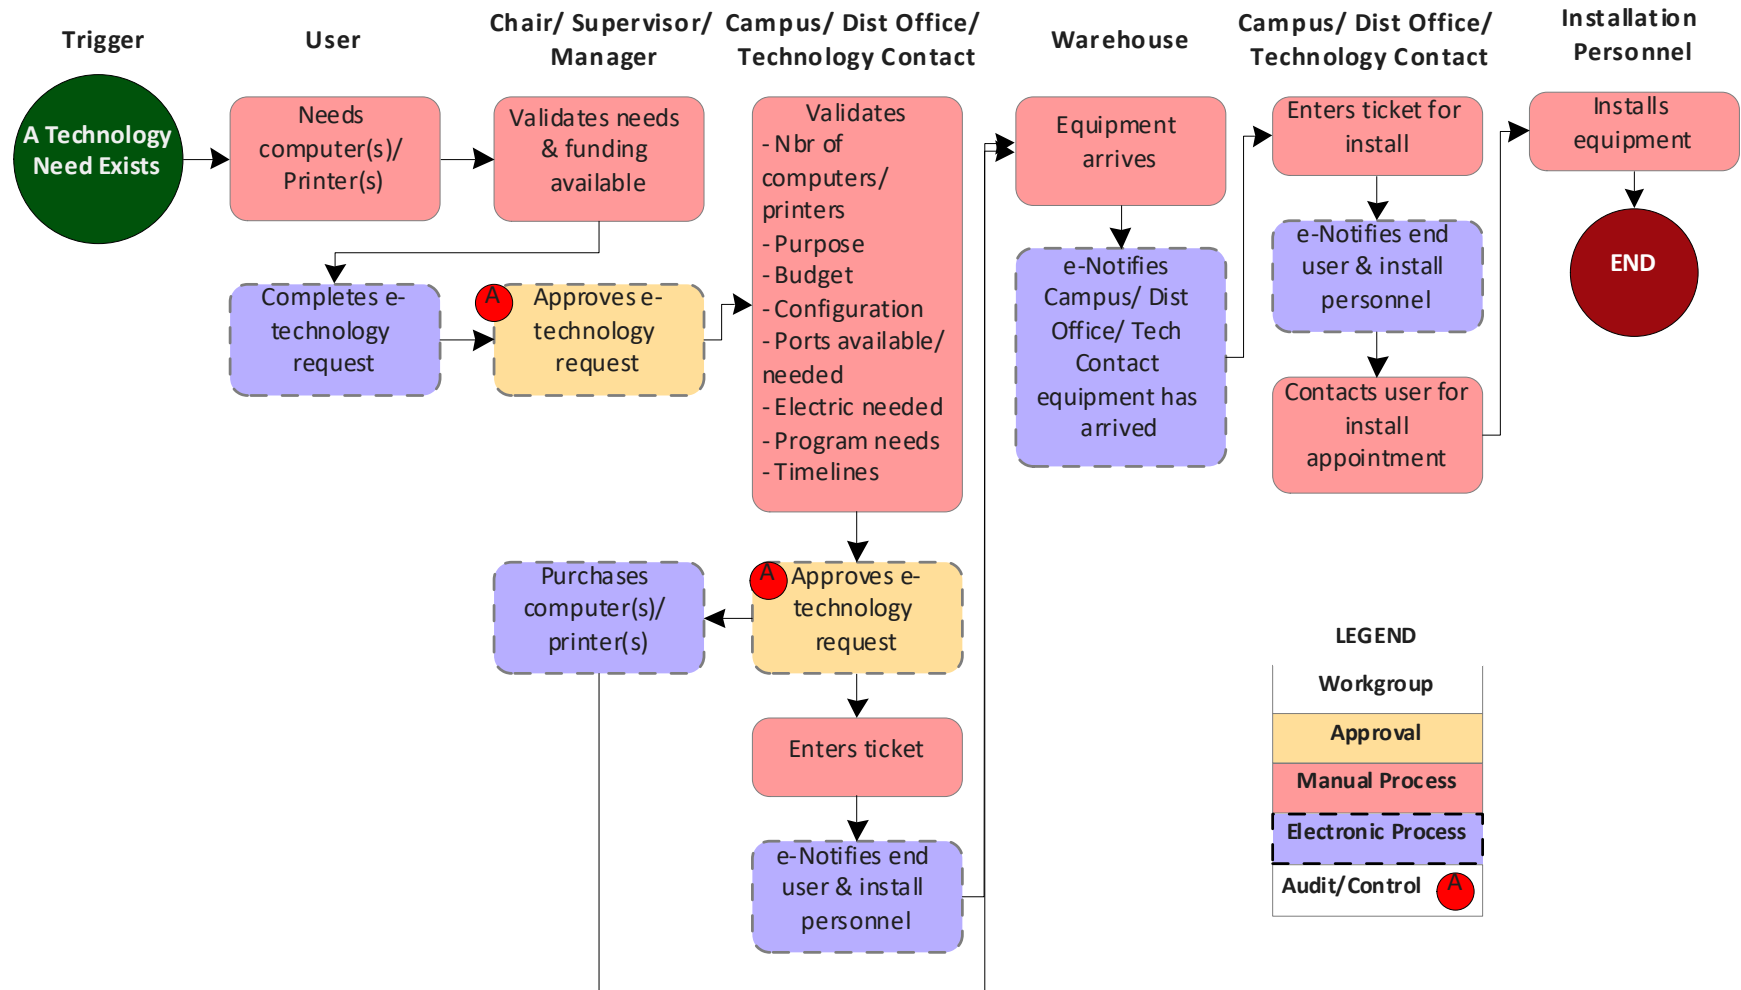 Trigger
User
Chair/ Supervisor/
Manager
Campus/ Dist Office/
Technology Contact
Warehouse
Campus/ Dist Office/
Technology Contact
Installation
Personnel
A Technology
Need Exists
Needs
computer(s)/
Printer(s)
Validates needs
& funding
available
Validates
- Nbr of
computers/
printers
- Purpose
- Budget
- Configuration
- Ports available/
needed
- Electric needed
- Program needs
- Timelines
Equipment
arrives
Enters ticket for
install
Installs
equipment
Completes e-
technology
request
A
Approves e-
technology
request
e-Notifies
Campus/ Dist
Office/ Tech
Contact
equipment has
arrived
e-Notifies end
user & install
personnel
END
Contacts user for
install
appointment
Purchases
computer(s)/
printer(s)
A
Approves e-
technology
request
Enters ticket
e-Notifies end
user & install
personnel
LEGEND
Workgroup
Approval
Manual Process
Electronic Process
Audit/Control A